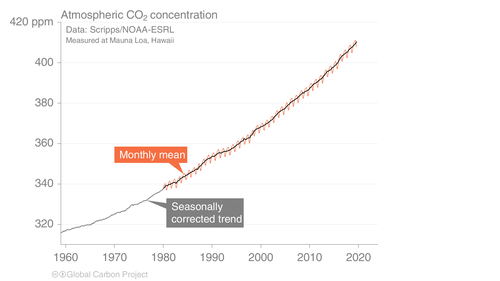 Atmospheric CO₂ concentration
420 ppm
Data: Scripps/NOAA-ESRL
Measured at Mauna Loa, Hawaii
400
380
360
Monthly mean
340
Seasonally
corrected trend
320
1960 1970 1980 1990 2000 2010 2020
Global Carbon Project